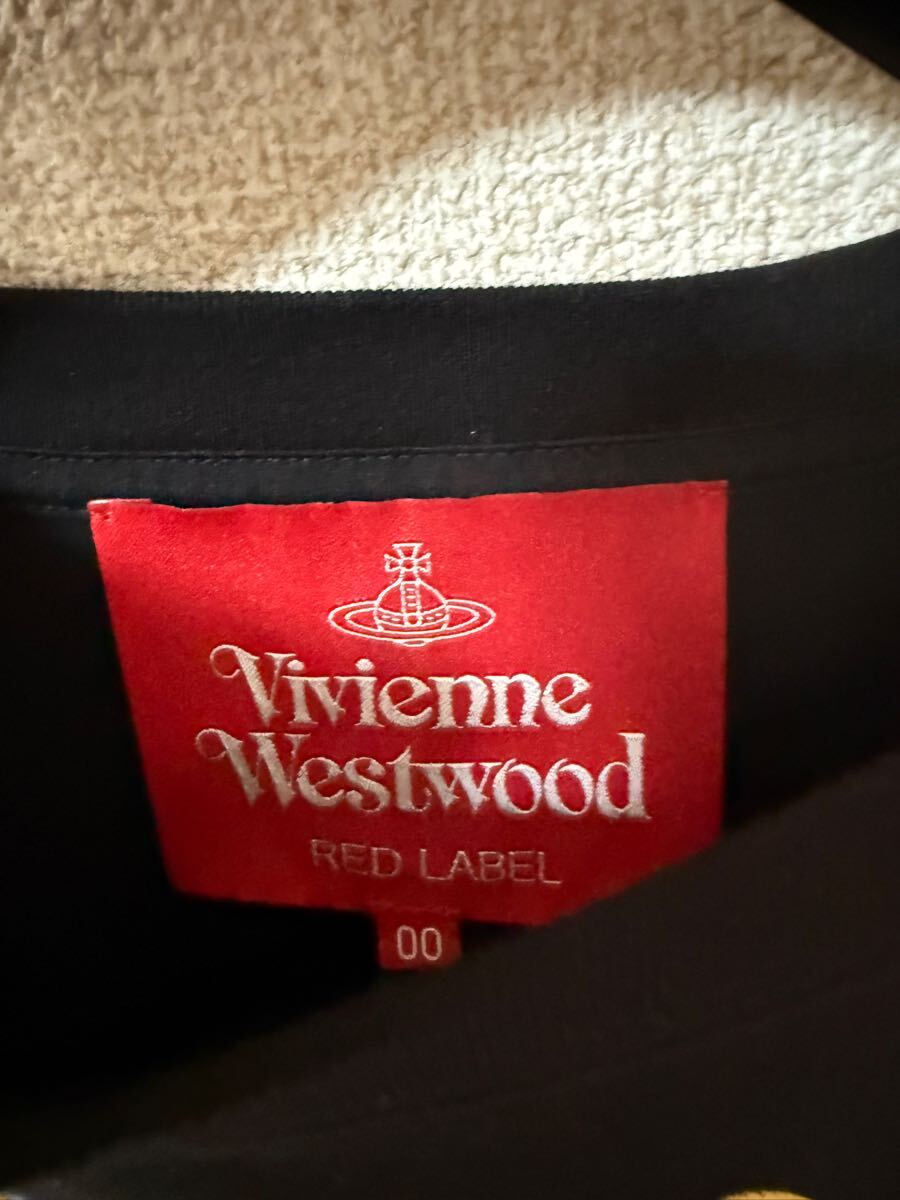 Vivienne
Westwood
RED LABEL
00